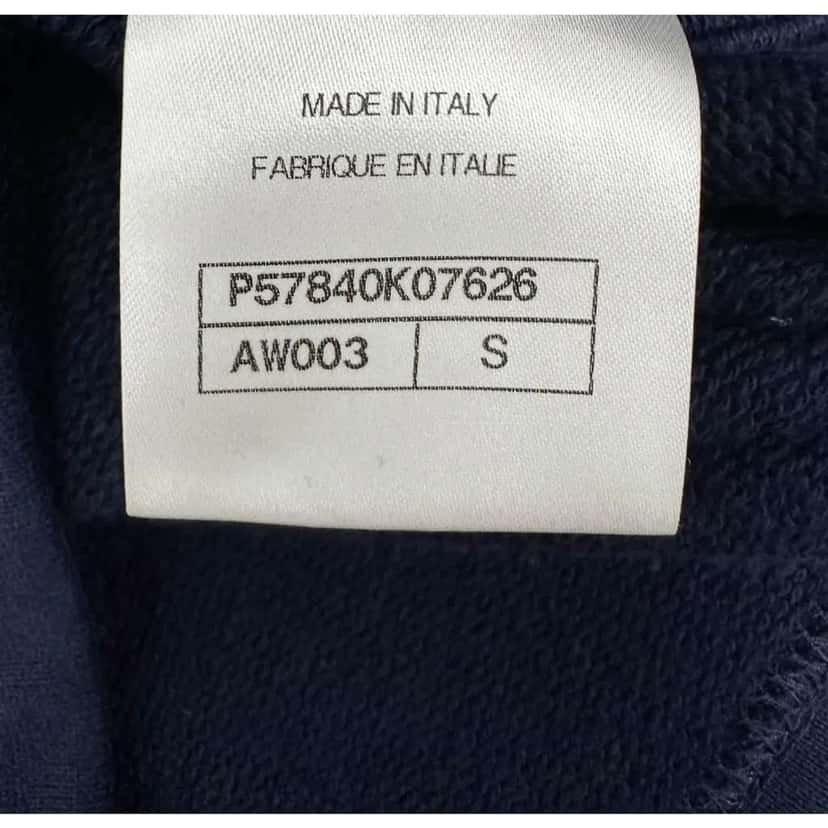 MADE IN ITALY
FABRIQUE EN ITALIE
P57840K07626
AW003 S